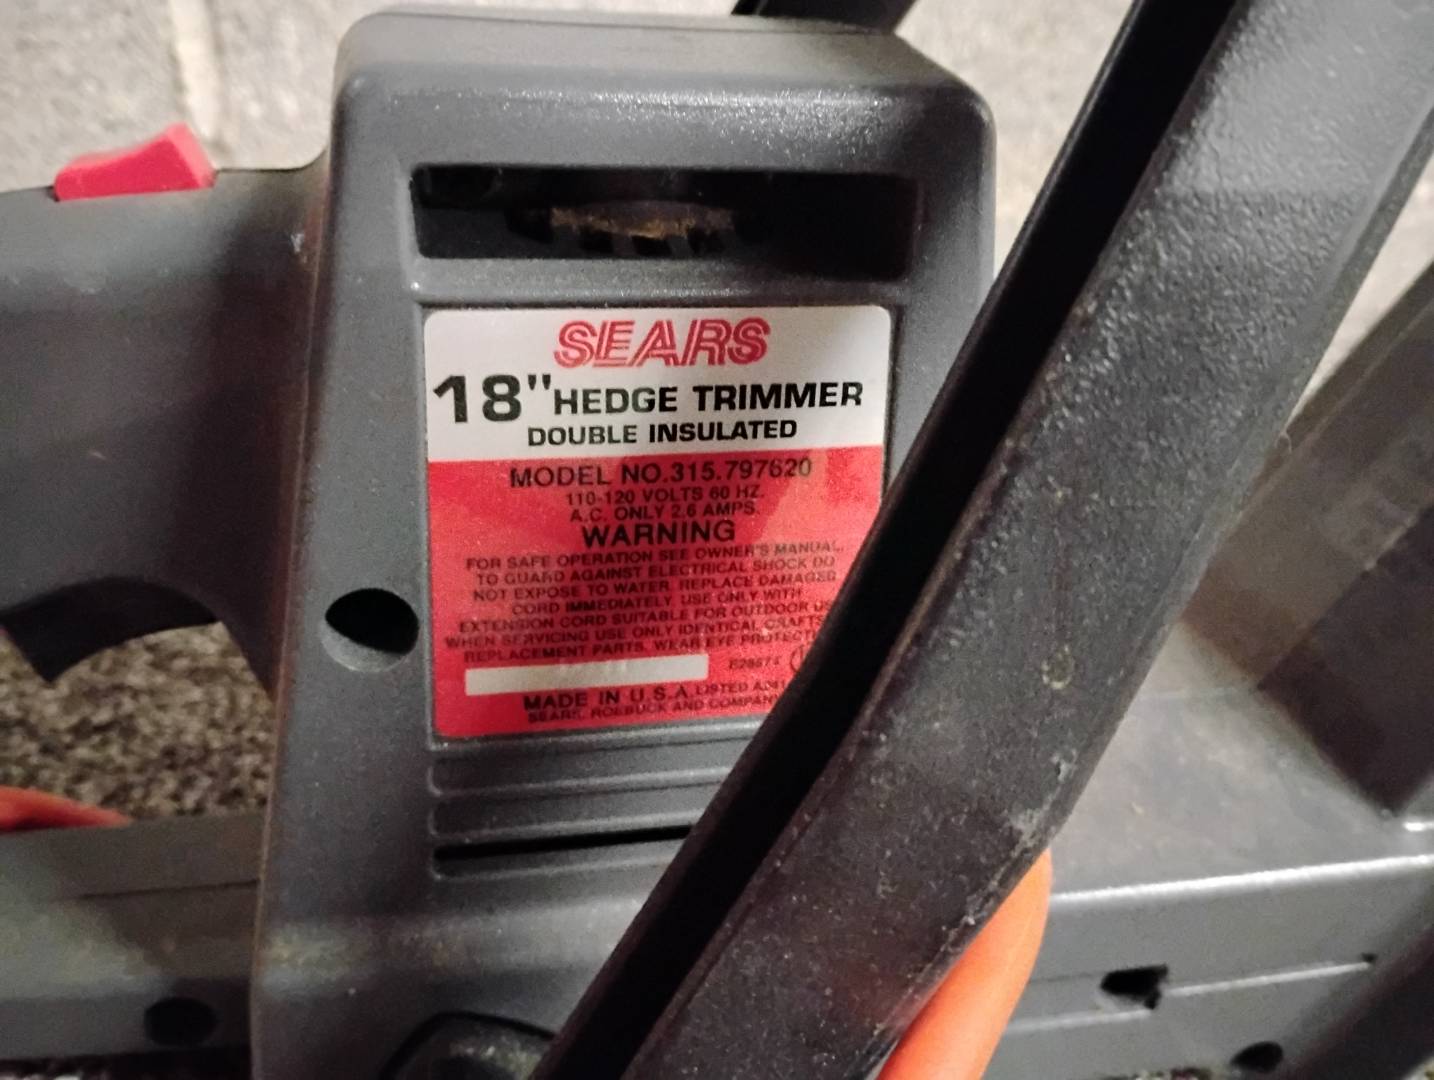 SEARS
18" HEDGE TRIMMER
DOUBLE INSULATED
MODEL NO.315.797620
110-120 VOLTS 60 HZ.
A.C. ONLY 2.6 AMPS.
WARNING
FOR SAFE OPERATION SEE OWNER'S MANUAL.
TO GUARD AGAINST ELECTRICAL SHOCK DO
NOT EXPOSE TO WATER. REPLACE DAMAGED
CORD IMMEDIATELY. USE ONLY WITH
EXTENSION CORD SUITABLE FOR OUTDOOR
WHEN SERVICING USE ONLY IDENTICAL
REPLACEMENT PARTS. WEAR EYE
MADE IN U.S.A. LISTED
SEARS, ROEBUCK AND